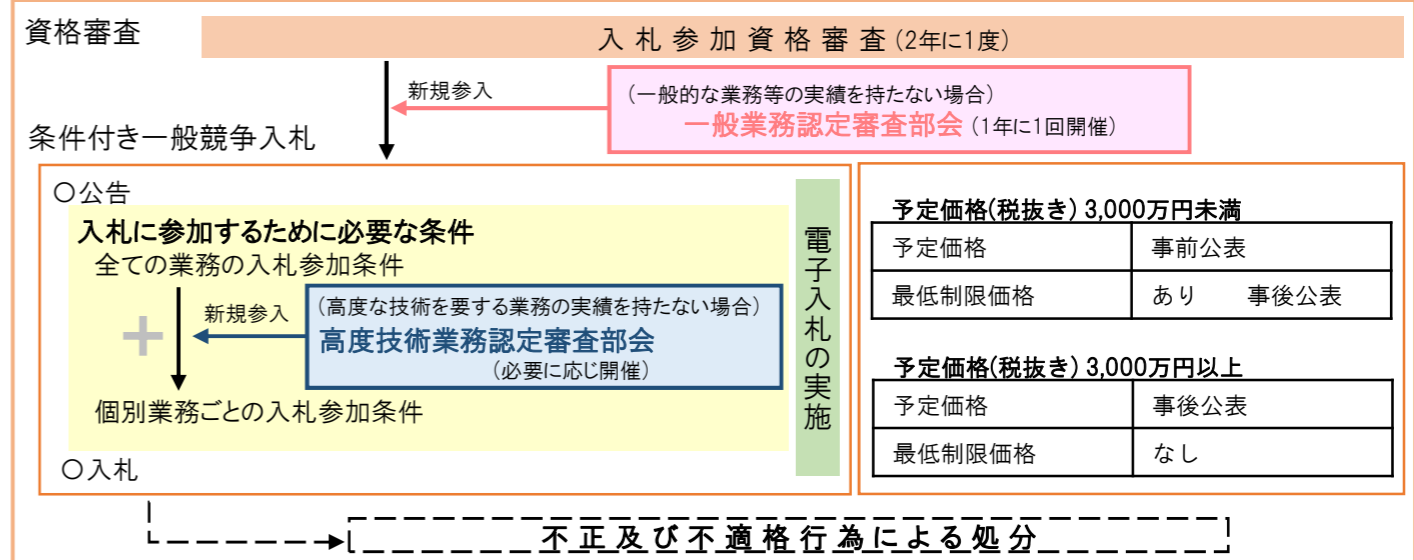 資格審査
入札参加資格審査(2年に1度)
新規参入
(一般的な業務等の実績を持たない場合)
一般業務認定審査部会(1年に1回開催)
条件付き一般競争入札
○公告
入札に参加するために必要な条件
全ての業務の入札参加条件
+
新規参入
(高度な技術を要する業務の実績を持たない場合)
高度技術業務認定審査部会
(必要に応じ開催)
個別業務ごとの入札参加条件
○入札
電子入札の実施
予定価格(税抜き) 3,000万円未満
予定価格 事前公表
最低制限価格 あり 事後公表
予定価格(税抜き) 3,000万円以上
予定価格 事後公表
最低制限価格 なし
不正及び不適格行為による処分